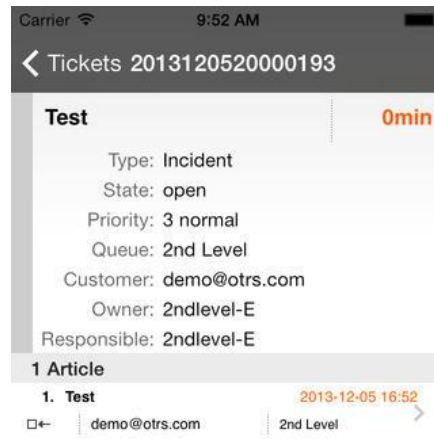 Carrier 9:52 AM
Tickets 2013120520000193
Test 0min
Type: Incident
State: open
Priority: 3 normal
Queue: 2nd Level
Customer: demo@otrs.com
Owner: 2ndlevel-E
Responsible: 2ndlevel-E
1 Article
1. Test 2013-12-05 16:52
demo@otrs.com 2nd Level